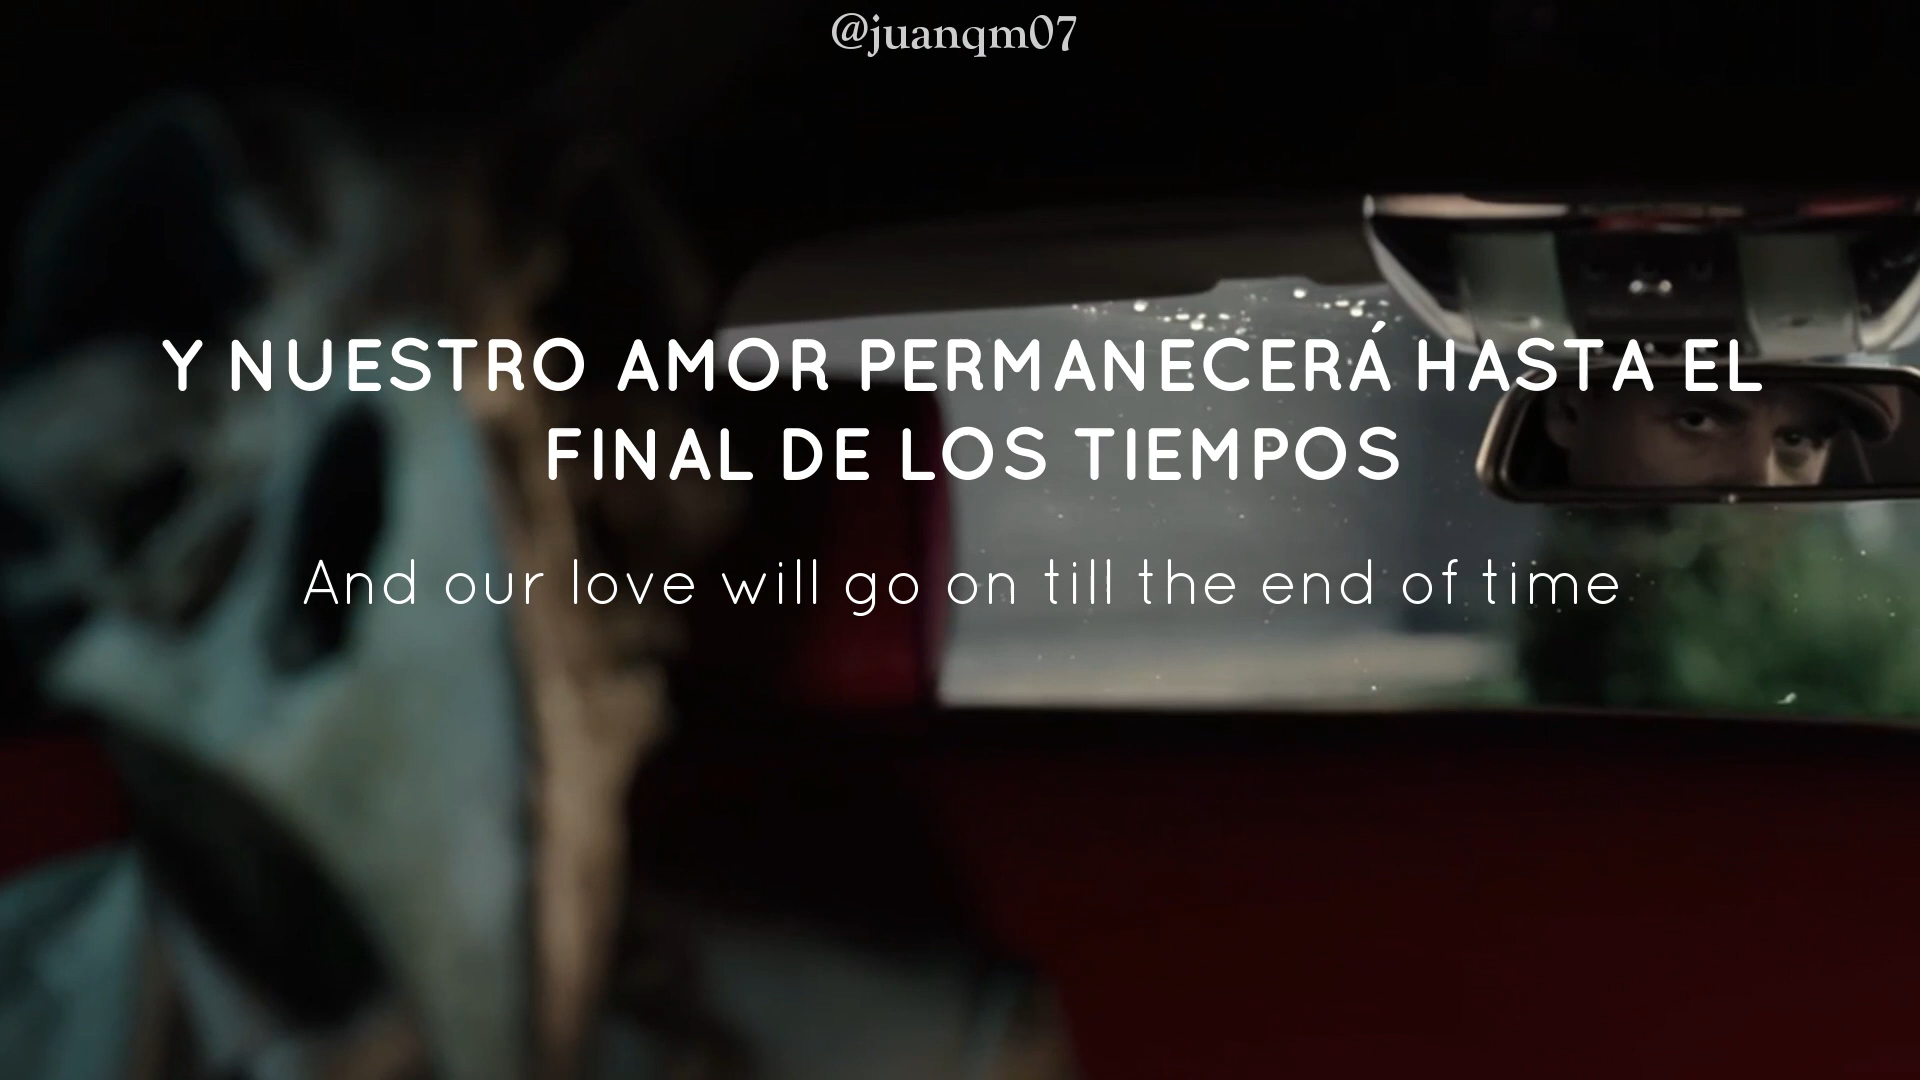 @juanqm07
Y NUESTRO AMOR PERMANECERÁ HASTA EL
FINAL DE LOS TIEMPOS
And our love will go on till the end of time